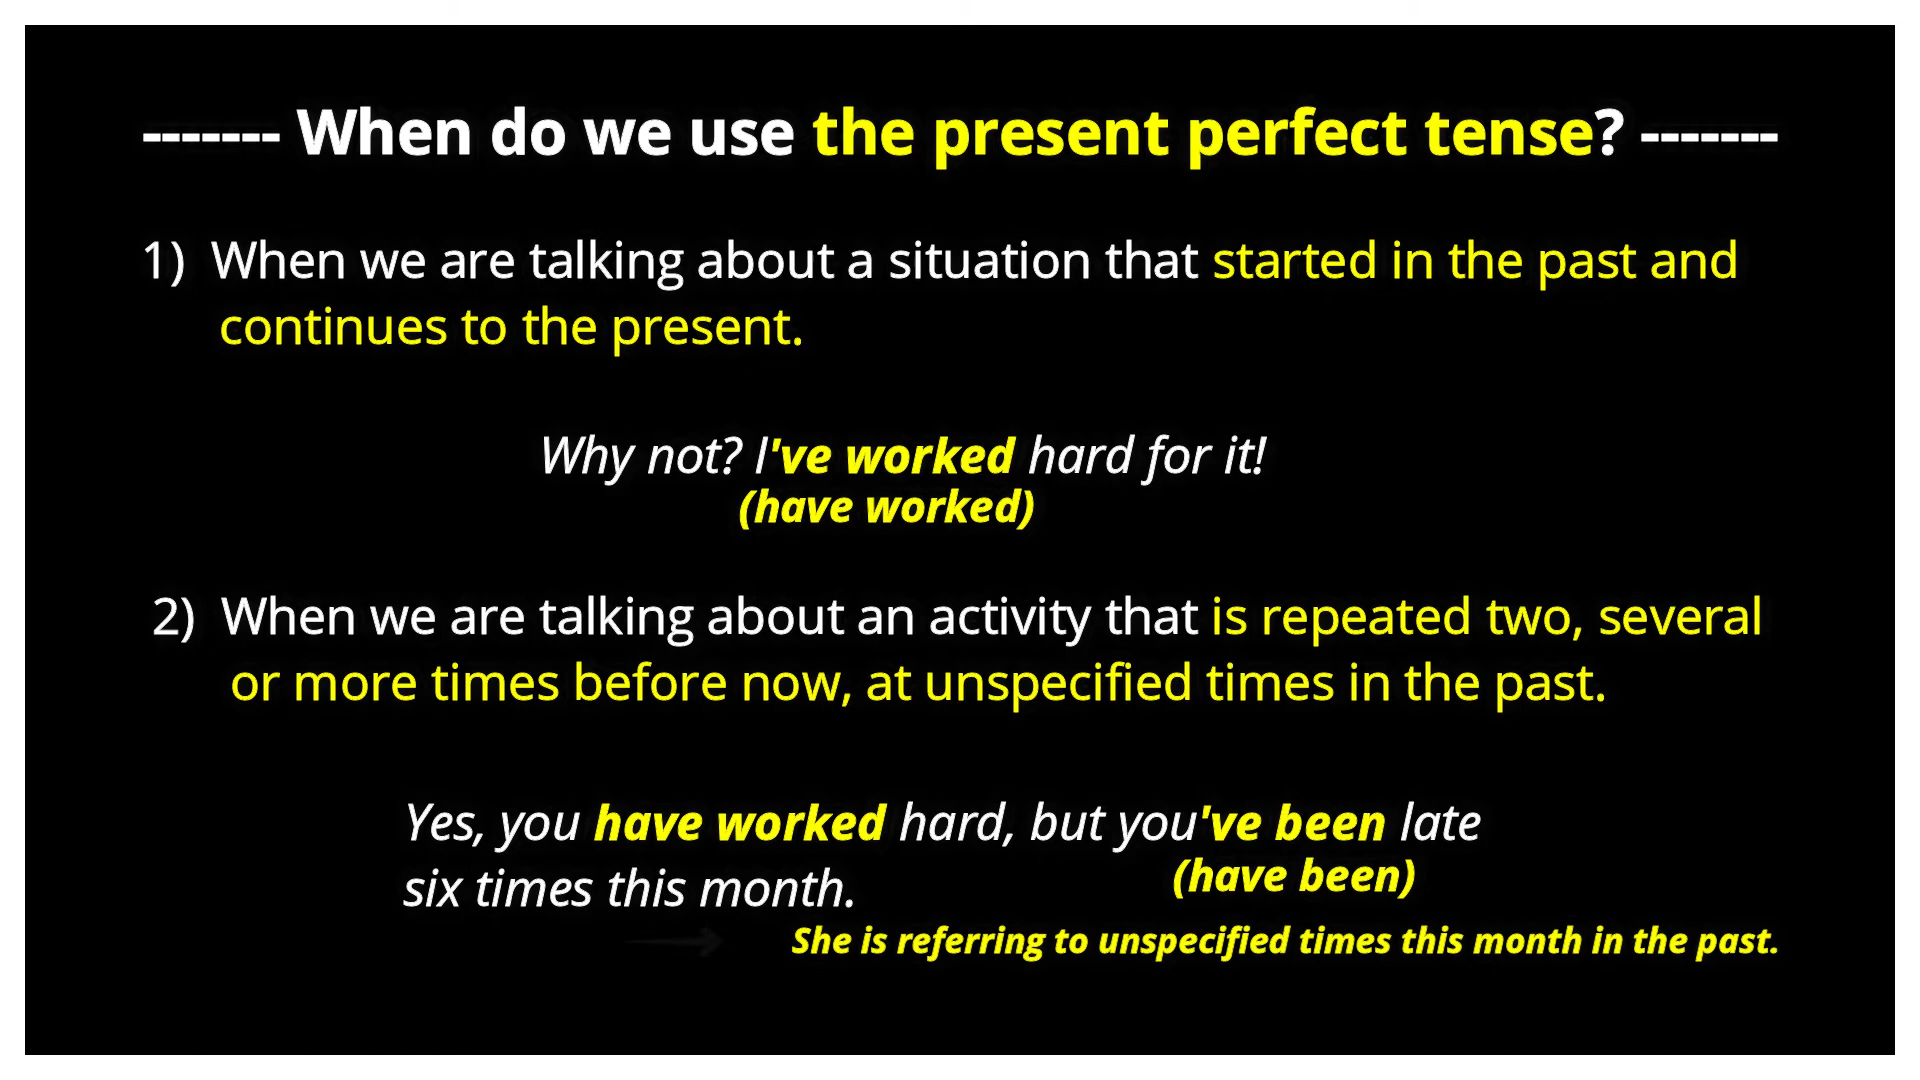 ------- When do we use the present perfect tense? -------
1) When we are talking about a situation that started in the past and
continues to the present.
Why not? I've worked hard for it!
(have worked)
2) When we are talking about an activity that is repeated two, several
or more times before now, at unspecified times in the past.
Yes, you have worked hard, but you've been late
(have been)
six times this month.
She is referring to unspecified times this month in the past.